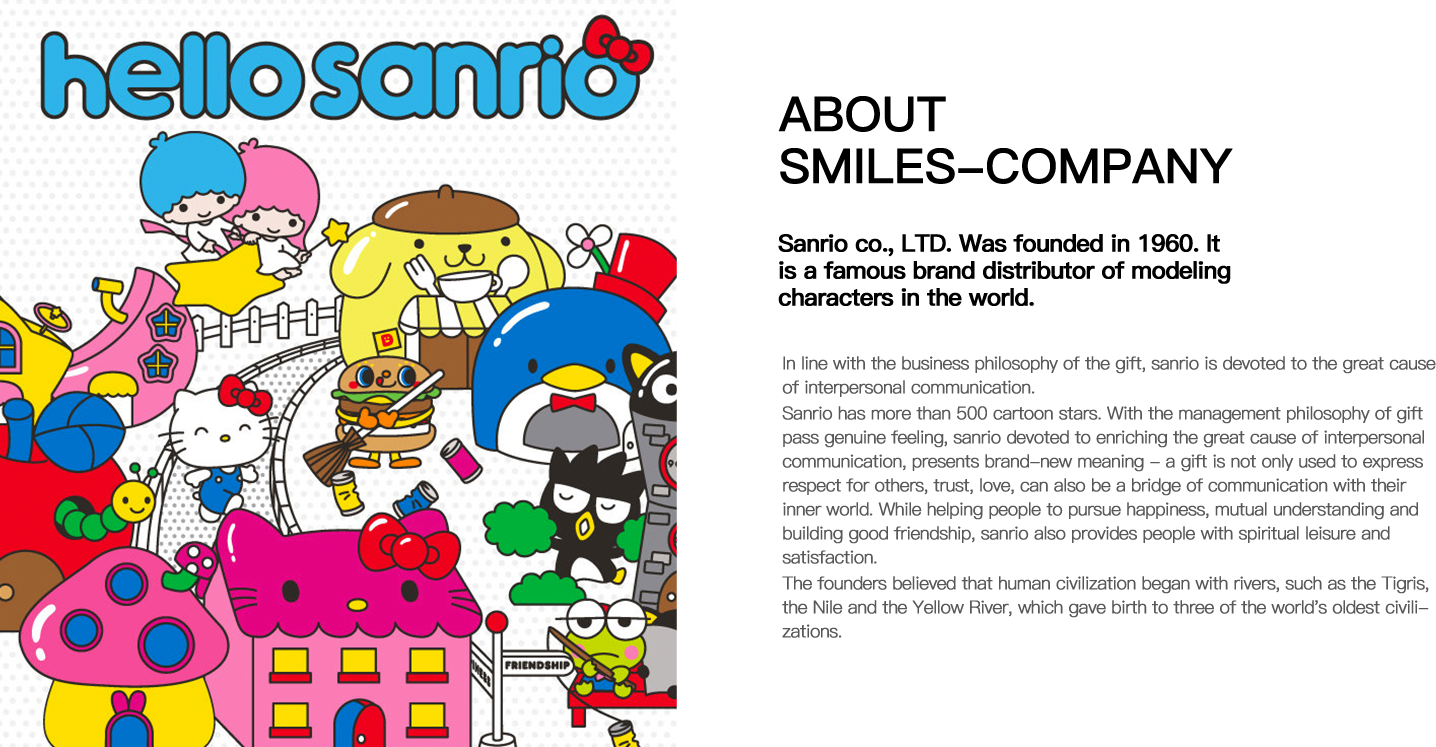 hello sanrio
ABOUT
SMILES-COMPANY
Sanrio co., LTD. Was founded in 1960. It
is a famous brand distributor of modeling
characters in the world.
In line with the business philosophy of the gift, sanrio is devoted to the great cause
of interpersonal communication.
Sanrio has more than 500 cartoon stars. With the management philosophy of gift
pass genuine feeling, sanrio devoted to enriching the great cause of interpersonal
communication, presents brand-new meaning - a gift is not only used to express
respect for others, trust, love, can also be a bridge of communication with their
inner world. While helping people to pursue happiness, mutual understanding and
building good friendship, sanrio also provides people with spiritual leisure and
satisfaction.
The founders believed that human civilization began with rivers, such as the Tigris,
the Nile and the Yellow River, which gave birth to three of the world's oldest civili-
zations.
D
FRIENDSHIP